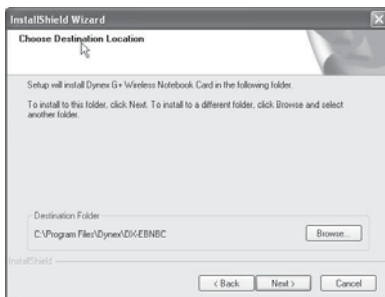 InstallShield Wizard
Choose Destination Location
Setup will install Dynex G+ Wireless Notebook Card in the following folder.
To install to this folder, click Next. To install to a different folder, click Browse and select
another folder.
Destination Folder
C:\Program Files\Dynex\DX-EBNBC
Browse...
InstallShield
< Back
Next >
Cancel